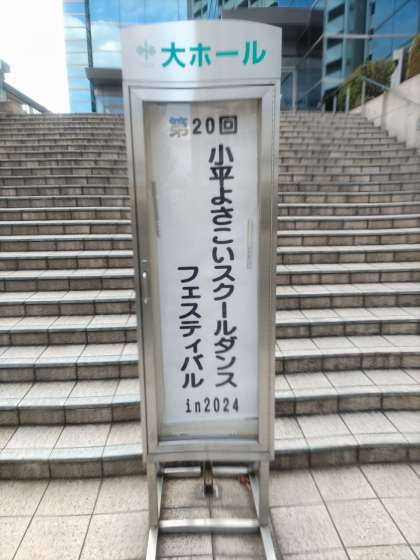 大ホール
第20回
小平よさこいスクールダンス
フェスティバル
in2024